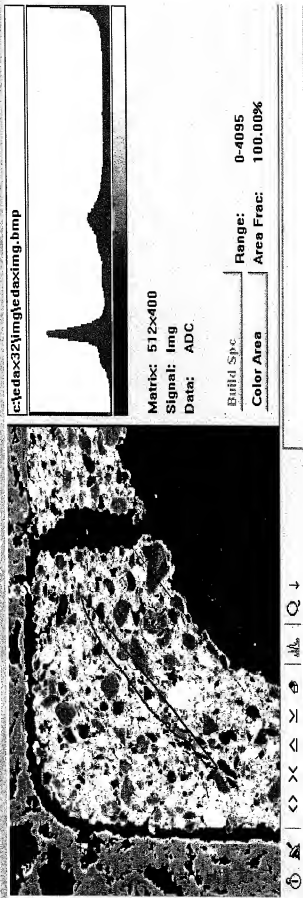 c:\edax32\img\edaximg.bmp
Matrix: 512x400
Signal: Img
Data: ADC
Build Spc
Range: 0-4095
Color Area
Area Frac: 100.00%